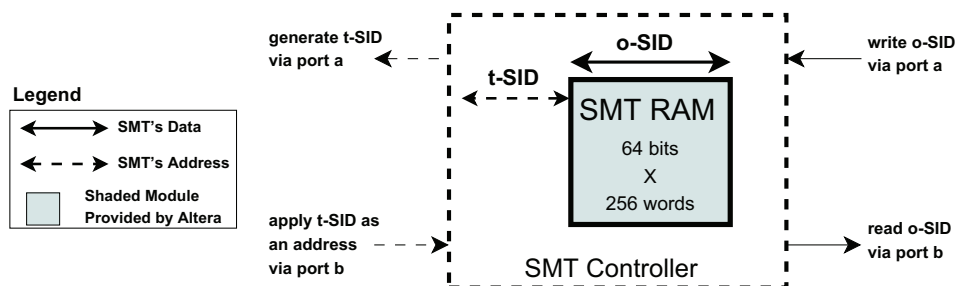 generate t-SID
via port a
o-SID
write o-SID
via port a
t-SID
Legend
SMT's Data
SMT's Address
Shaded Module
Provided by Altera
SMT RAM
64 bits
X
256 words
apply t-SID as
an address
via port b
read o-SID
via port b
SMT Controller